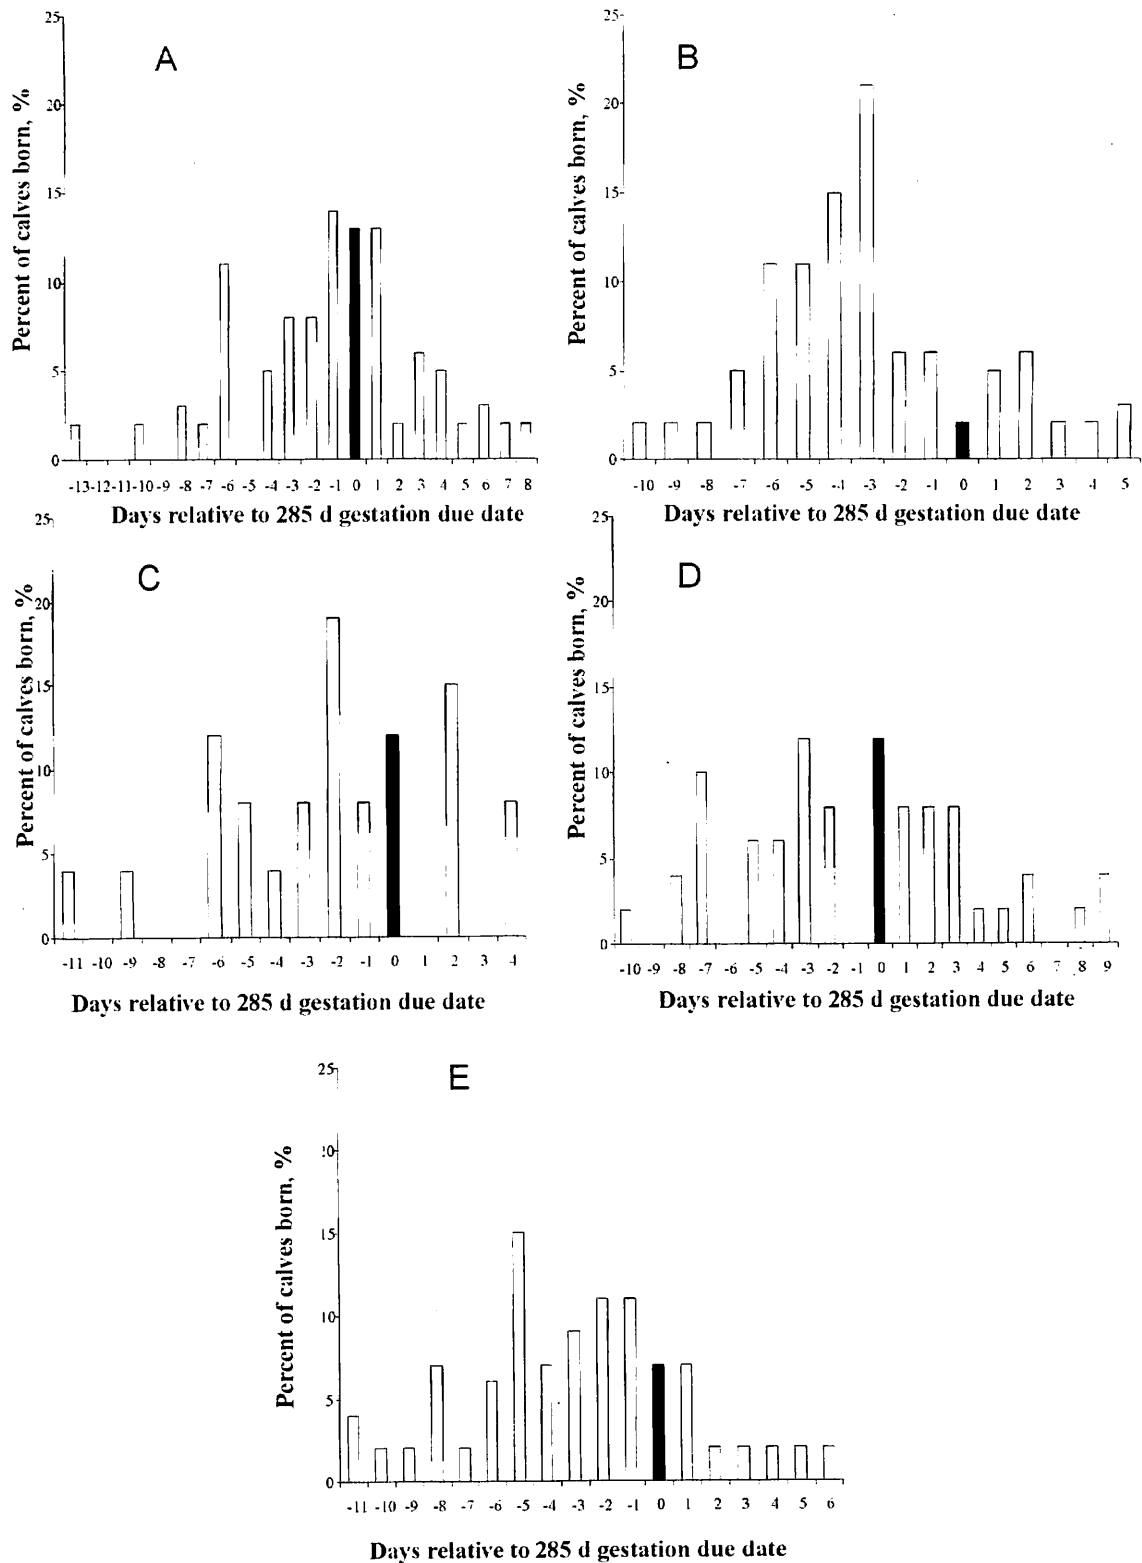 A
Percent of calves born, %
25
20
15
10
5
0
-13 -12 -11 -10 -9 -8 -7 -6 -5 -4 -3 -2 -1 0 1 2 3 4 5 6 7 8
Days relative to 285 d gestation due date
B
Percent of calves born, %
25
20
15
10
5
0
-10 -9 -8 -7 -6 -5 -4 -3 -2 -1 0 1 2 3 4 5
Days relative to 285 d gestation due date
C
Percent of calves born, %
25
20
15
10
5
0
-11 -10 -9 -8 -7 -6 -5 -4 -3 -2 -1 0 1 2 3 4
Days relative to 285 d gestation due date
D
Percent of calves born, %
25
20
15
10
5
0
-10 -9 -8 -7 -6 -5 -4 -3 -2 -1 0 1 2 3 4 5 6 7 8 9
Days relative to 285 d gestation due date
E
Percent of calves born, %
25
20
15
10
5
0
-11 -10 -9 -8 -7 -6 -5 -4 -3 -2 -1 0 1 2 3 4 5 6
Days relative to 285 d gestation due date